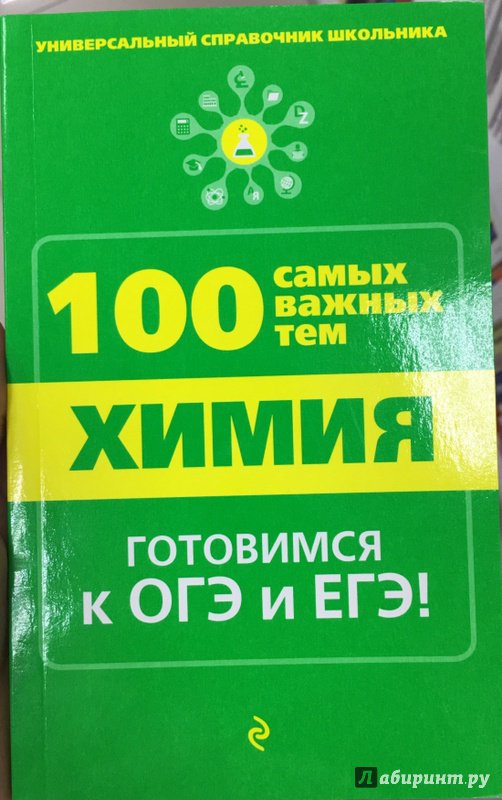 УНИВЕРСАЛЬНЫЙ СПРАВОЧНИК ШКОЛЬНИКА
D
Z
А
Я
100 самых
важных
тем
ХИМИЯ
ГОТОВИМСЯ
к ОГЭ и ЕГЭ!
Лабиринт.ру